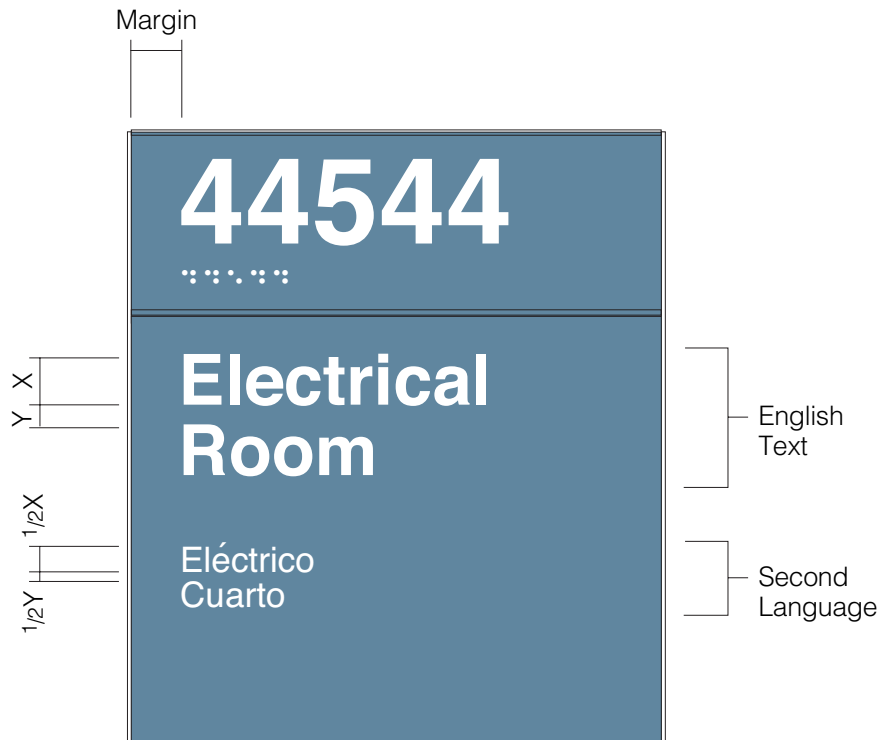 Margin
44544
⠙⠙⠑⠙⠙
X
Electrical
Y
Room
English
Text
1/2X
Eléctrico
Cuarto
1/2Y
Second
Language